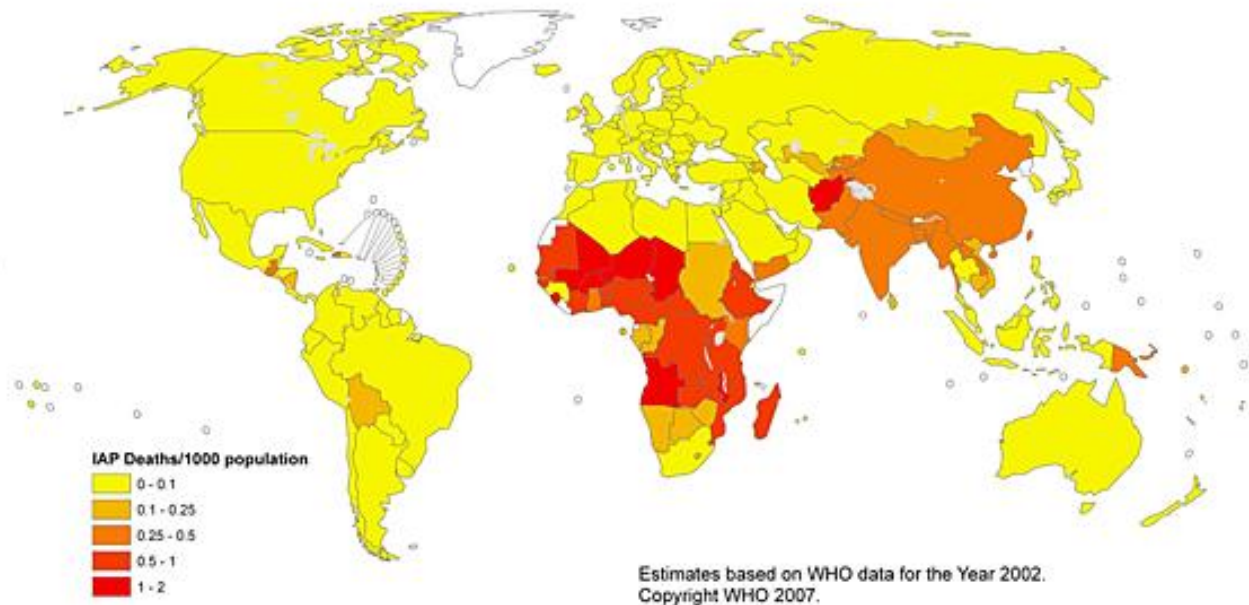 IAP Deaths/1000 population
0 - 0.1
0.1 - 0.25
0.25 - 0.5
0.5 - 1
1 - 2
Estimates based on WHO data for the Year 2002.
Copyright WHO 2007.